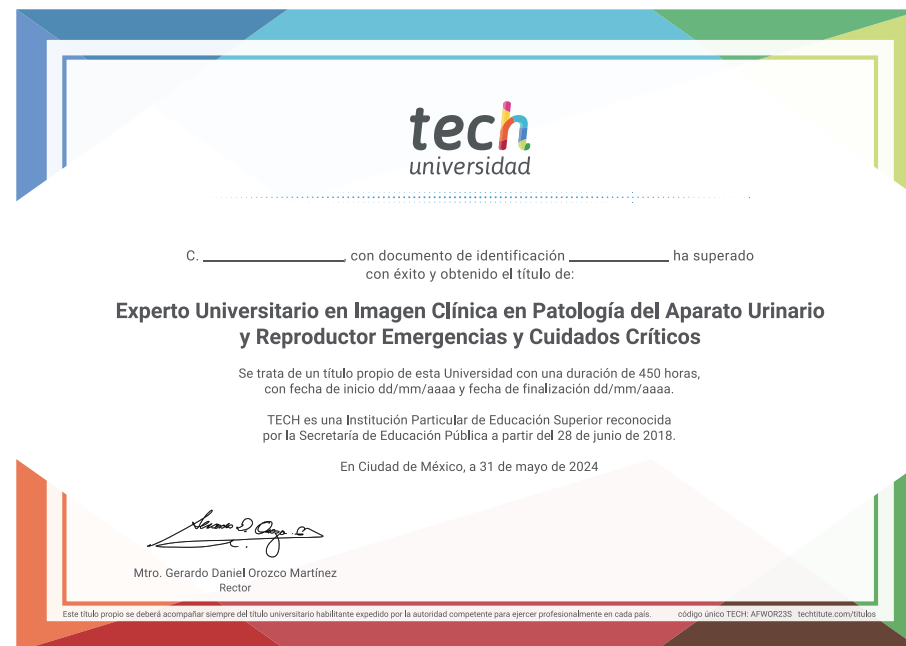 tech
universidad
C. ________________, con documento de identificación ____________ ha superado
con éxito y obtenido el título de:
Experto Universitario en Imagen Clínica en Patología del Aparato Urinario
y Reproductor Emergencias y Cuidados Críticos
Se trata de un título propio de esta Universidad con una duración de 450 horas,
con fecha de inicio dd/mm/aaaa y fecha de finalización dd/mm/aaaa.
TECH es una Institución Particular de Educación Superior reconocida
por la Secretaría de Educación Pública a partir del 28 de junio de 2018.
En Ciudad de México, a 31 de mayo de 2024
Mtro. Gerardo Daniel Orozco Martínez
Rector
Este título propio se deberá acompañar siempre del título universitario habilitante expedido por la autoridad competente para ejercer profesionalmente en cada país. código único TECH: AFWOR23S techtitute.com/titulos